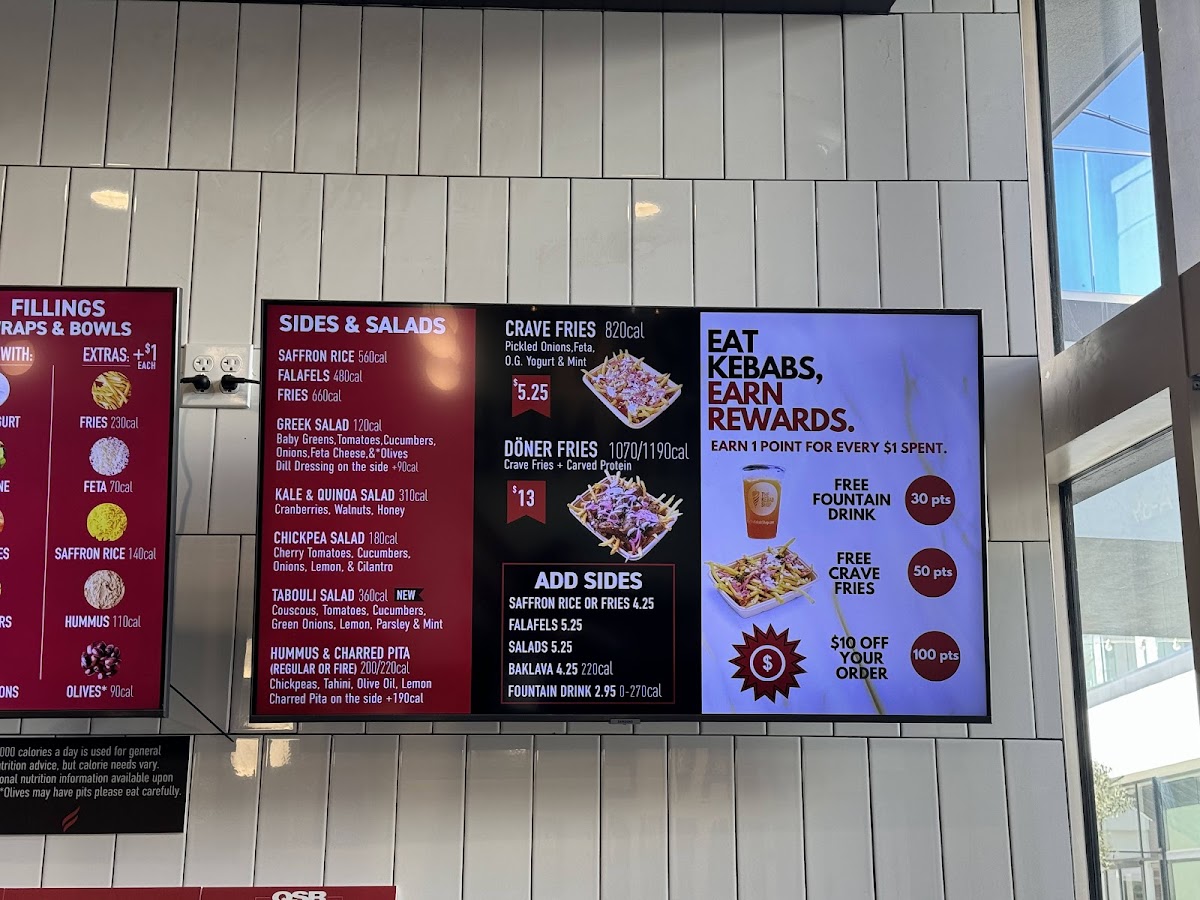 FILLINGS
WRAPS & BOWLS
WITH:
EXTRAS: +$1
EACH
FRIES 230cal
FETA 70cal
SAFFRON RICE 140cal
HUMMUS 110cal
OLIVES* 90cal
000 calories a day is used for general
nutrition advice, but calorie needs vary.
onal nutrition information available upon
*Olives may have pits please eat carefully.
QSR
SIDES & SALADS
SAFFRON RICE 560cal
FALAFELS 480cal
FRIES 660cal
GREEK SALAD 120cal
Baby Greens,Tomatoes,Cucumbers,
Onions,Feta Cheese,&*Olives
Dill Dressing on the side +90cal
KALE & QUINOA SALAD 310cal
Cranberries, Walnuts, Honey
CHICKPEA SALAD 180cal
Cherry Tomatoes, Cucumbers,
Onions, Lemon, & Cilantro
TABOULI SALAD 360cal NEW
Couscous, Tomatoes, Cucumbers,
Green Onions, Lemon, Parsley & Mint
HUMMUS & CHARRED PITA
(REGULAR OR FIRE) 200/220cal
Chickpeas, Tahini, Olive Oil, Lemon
Charred Pita on the side +190cal
CRAVE FRIES 820cal
Pickled Onions,Feta,
O.G. Yogurt & Mint
$5.25
DÖNER FRIES 1070/1190cal
Crave Fries + Carved Protein
$13
ADD SIDES
SAFFRON RICE OR FRIES 4.25
FALAFELS 5.25
SALADS 5.25
BAKLAVA 4.25 220cal
FOUNTAIN DRINK 2.95 0-270cal
EAT
KEBABS,
EARN
REWARDS.
EARN 1 POINT FOR EVERY $1 SPENT.
FREE
FOUNTAIN
DRINK
30 pts
FREE
CRAVE
FRIES
50 pts
$
$10 OFF
YOUR
ORDER
100 pts